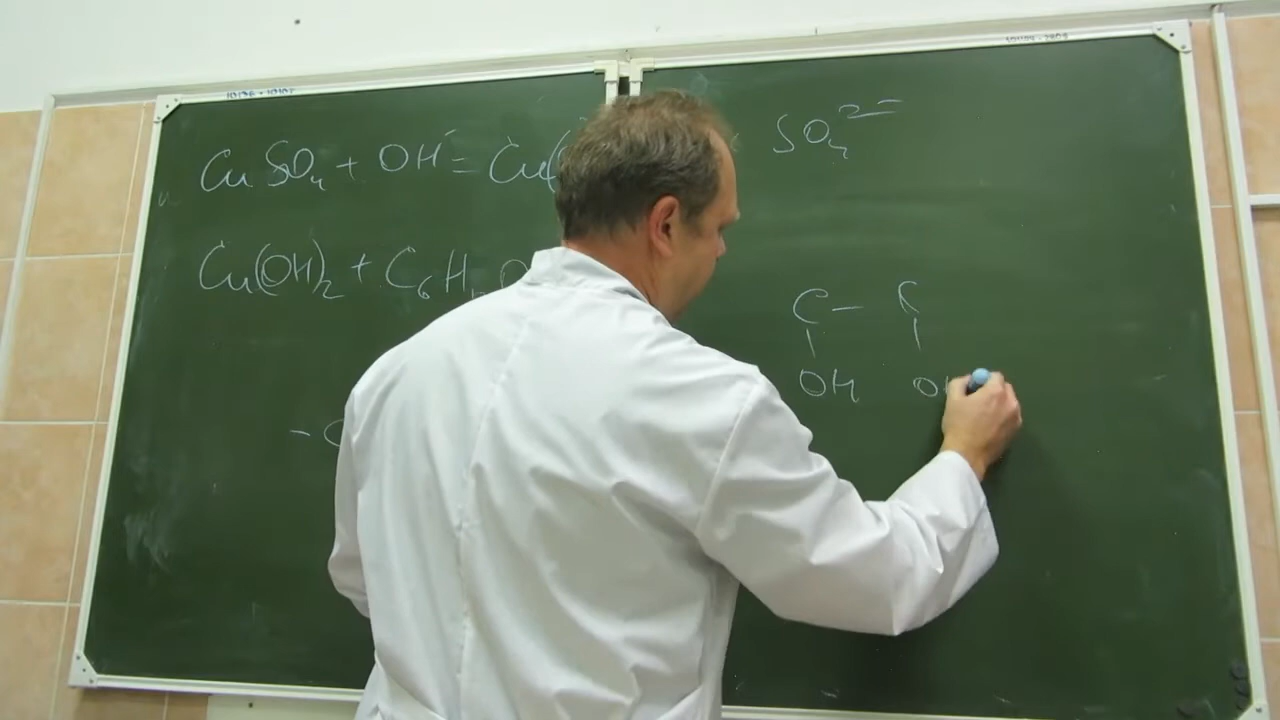 CuSO₄ + OH⁻ = Cu( SO₄²⁻
Cu(OH)₂ + C₆H
C – C
| |
OH OH
- C